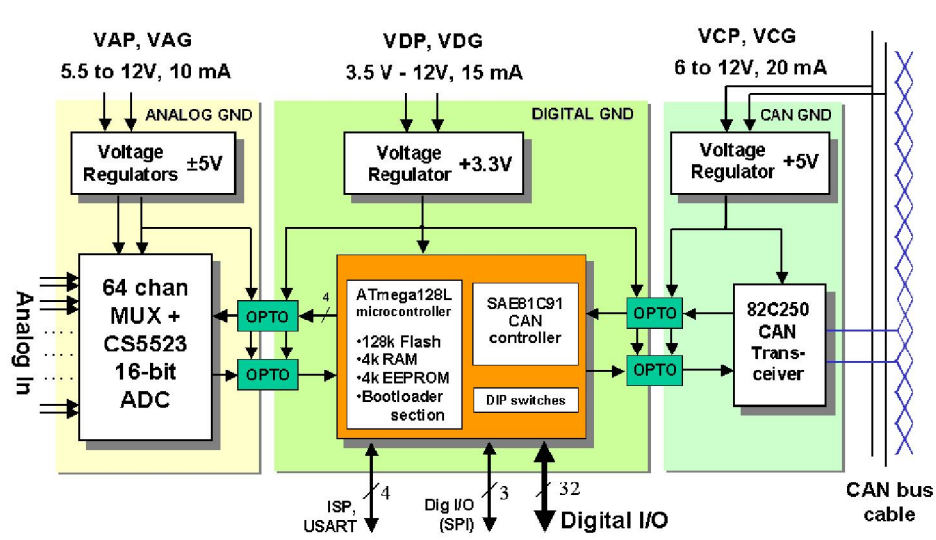 VAP, VAG
5.5 to 12V, 10 mA
VDP, VDG
3.5 V - 12V, 15 mA
VCP, VCG
6 to 12V, 20 mA
ANALOG GND
DIGITAL GND
CAN GND
Voltage
Regulators ±5V
Voltage
Regulator +3.3V
Voltage
Regulator +5V
Analog In
64 chan
MUX +
CS5523
16-bit
ADC
OPTO
OPTO
4
ATmega128L
microcontroller
•128k Flash
•4k RAM
•4k EEPROM
•Bootloader
section
SAE81C91
CAN
controller
DIP switches
OPTO
OPTO
82C250
CAN
Trans-
ceiver
4
ISP,
USART
3
Dig I/O
(SPI)
32
Digital I/O
CAN bus
cable